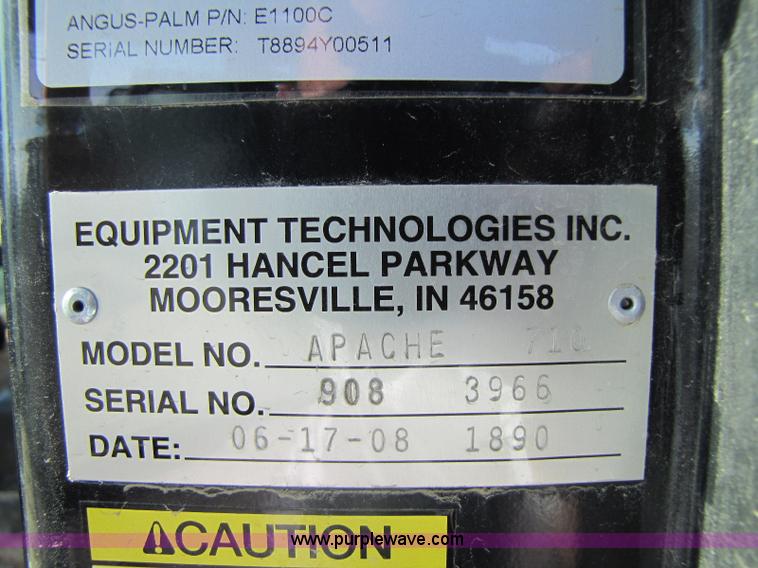 ANGUS-PALM P/N: E1100C
SERIAL NUMBER: T8894Y00511
EQUIPMENT TECHNOLOGIES INC.
2201 HANCEL PARKWAY
MOORESVILLE, IN 46158
MODEL NO. APACHE 710
SERIAL NO. 908 3966
DATE: 06-17-08 1890
CAUTION
www.purplewave.com